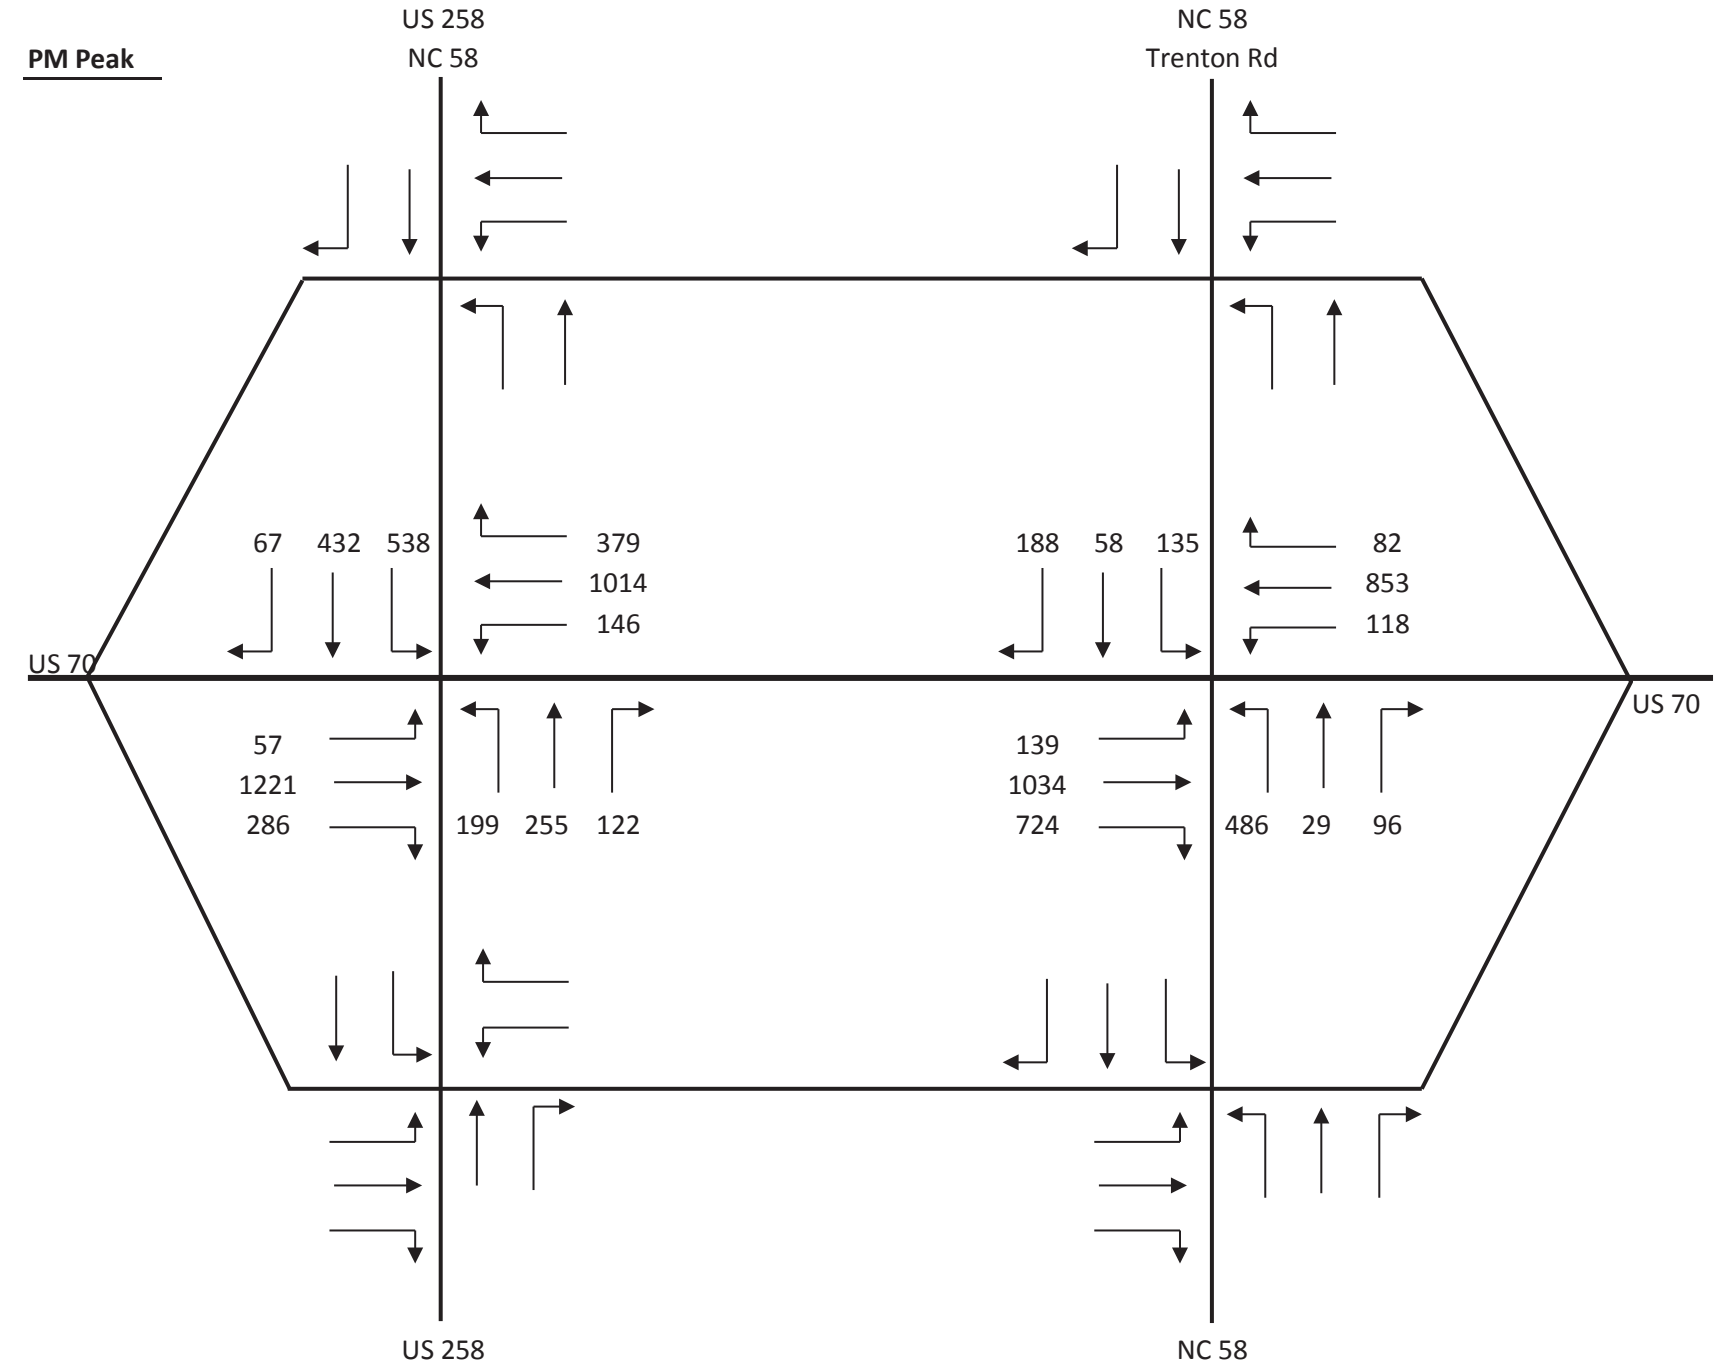 US 258 NC 58
PM Peak NC 58 Trenton Rd
67 432 538 379 188 58 135 82
1014 853
146 118
US 70
US 70
57 139
1221 1034
286 199 255 122 724 486 29 96
US 258 NC 58